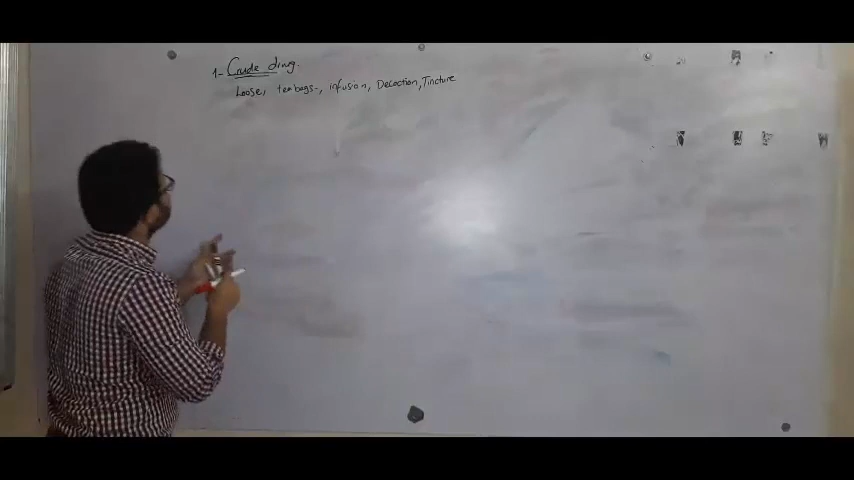 1- Crude drug.
Loose, tea bags-, infusion, Decoction, Tincture